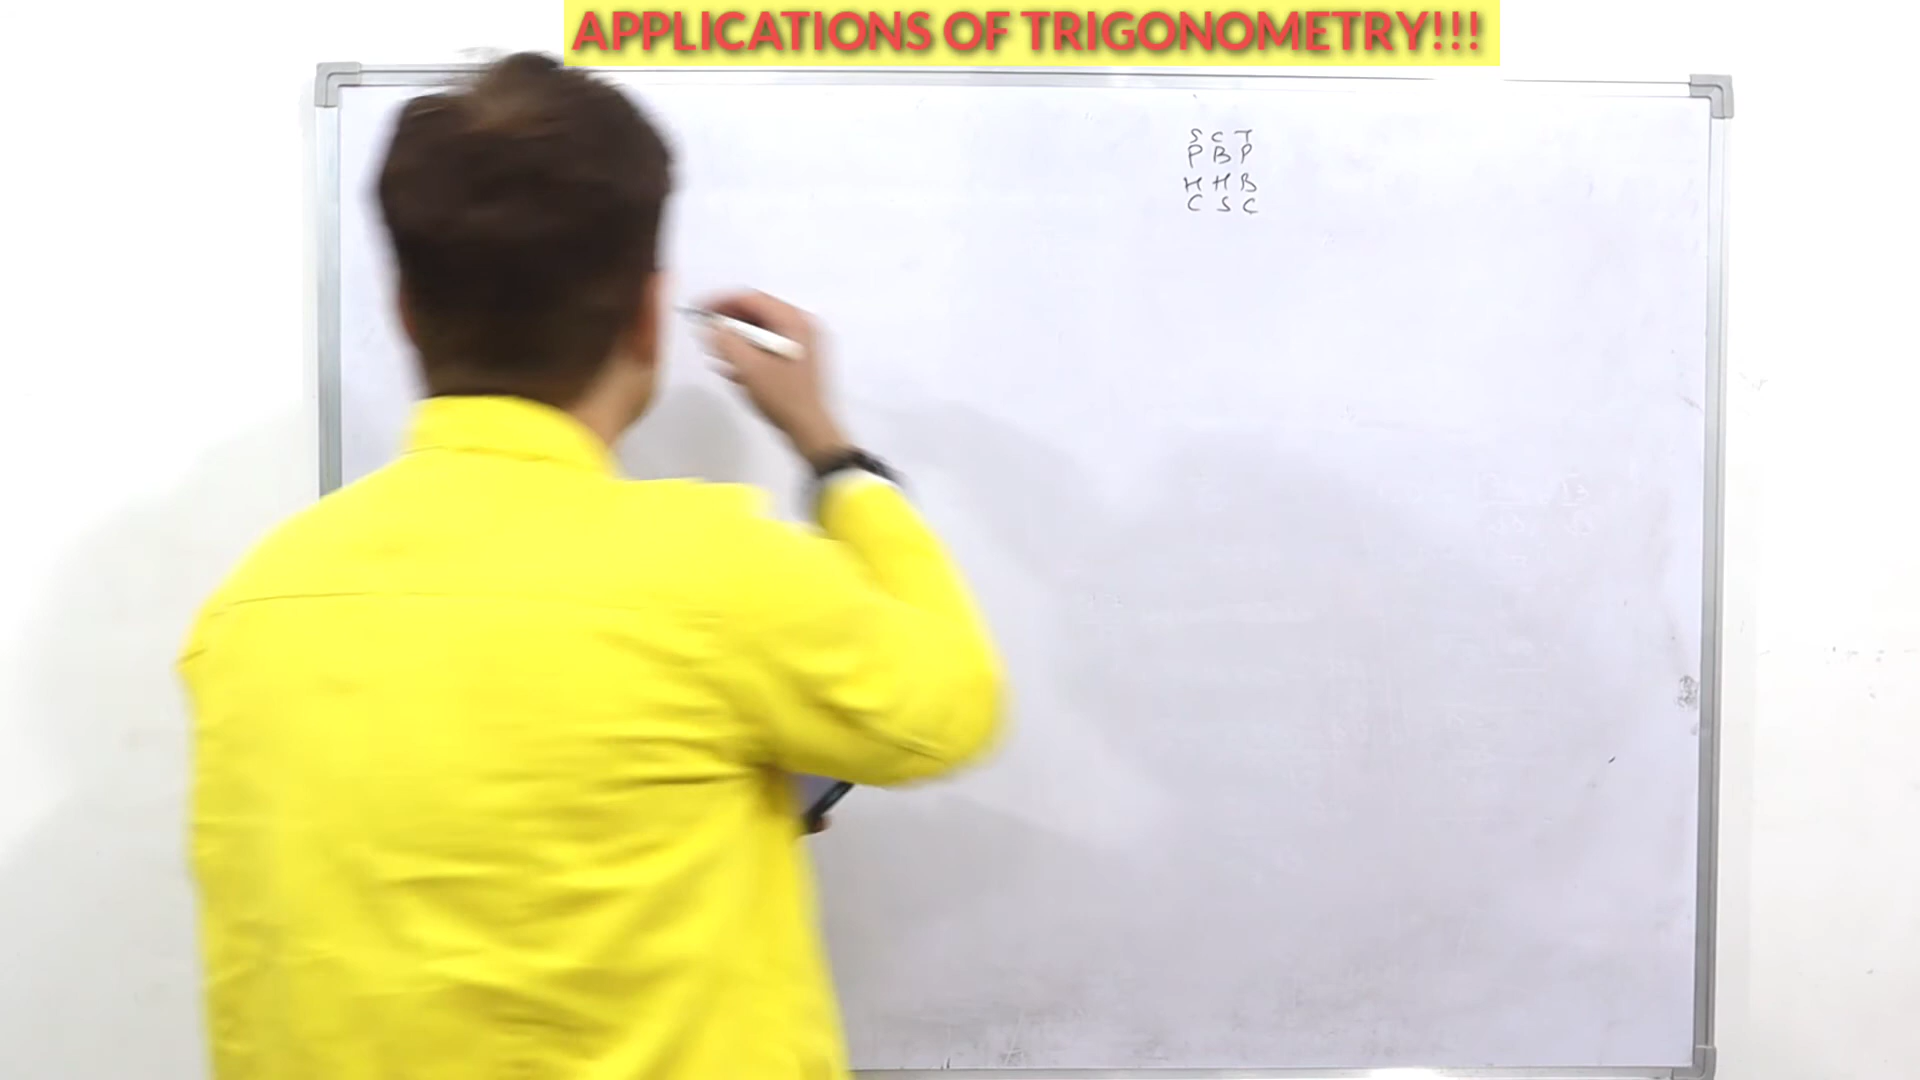 APPLICATIONS OF TRIGONOMETRY!!!
S C T
P B P
H H B
C S C